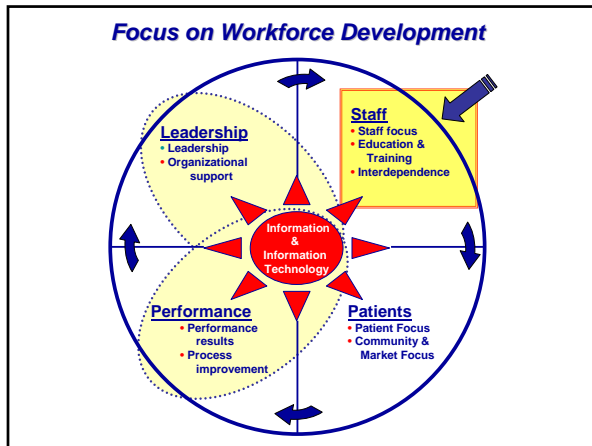 Focus on Workforce Development
Leadership
• Leadership
• Organizational
support
Staff
• Staff focus
• Education &
Training
• Interdependence
Information
&
Information
Technology
Performance
• Performance
results
• Process
improvement
Patients
• Patient Focus
• Community &
Market Focus